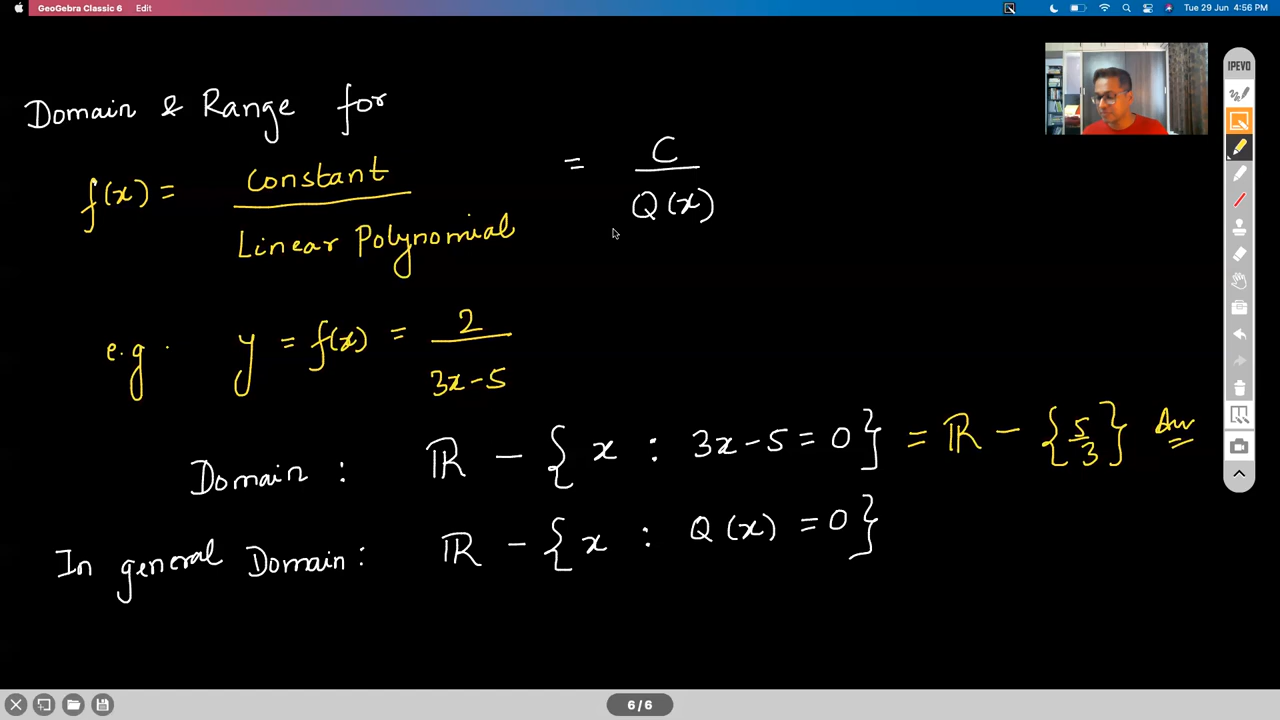 GeoGebra Classic 6 Edit
Tue 29 Jun 4:56 PM
IPEVO
Domain & Range for
f(x) = Constant / Linear Polynomial = C / Q(x)
e.g. y = f(x) = 2 / 3x-5
Domain : ℝ - { x : 3x-5 = 0 } = ℝ - { 5/3 } Ans
In general Domain : ℝ - { x : Q(x) = 0 }
6 / 6